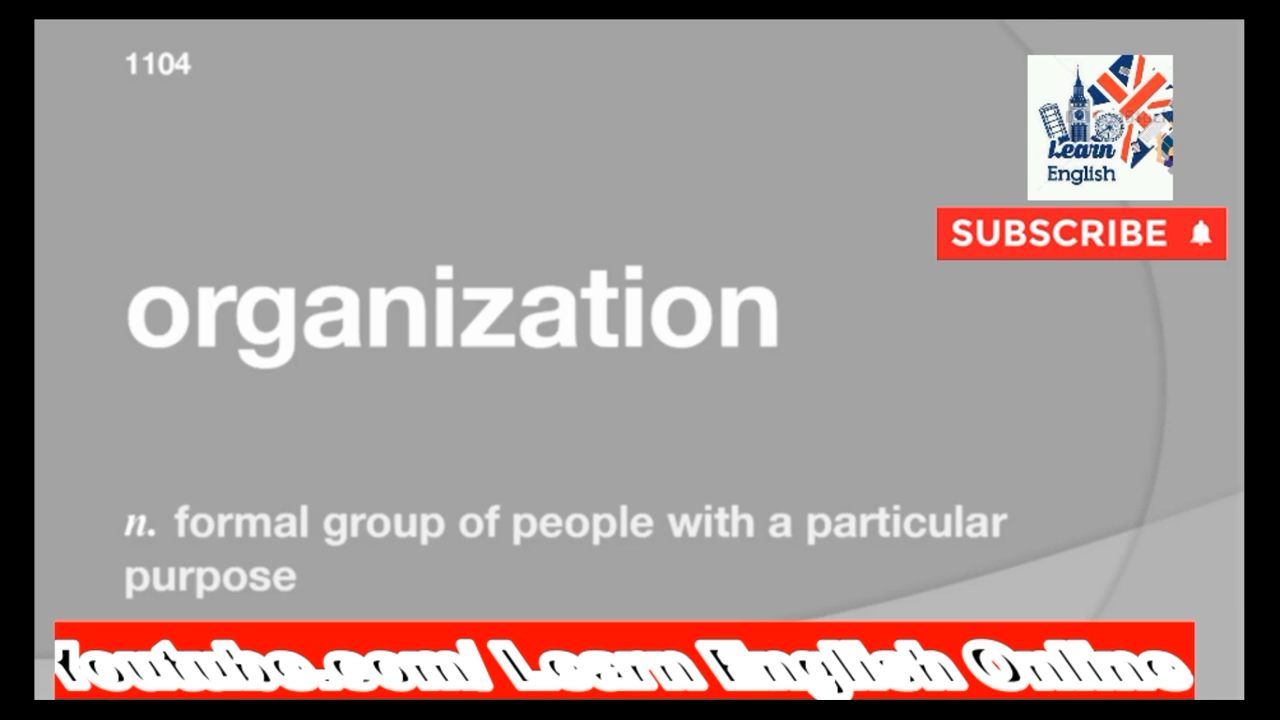 1104
Learn
English
SUBSCRIBE
organization
n. formal group of people with a particular
purpose
Youtube.com/ Learn English Online